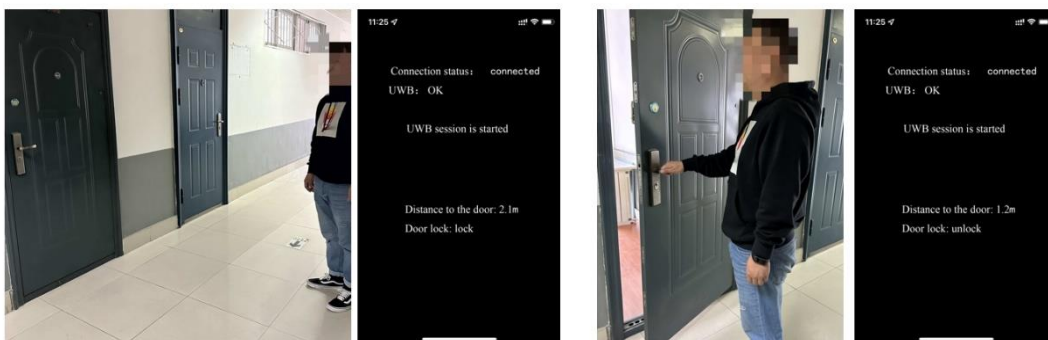 11:25
Connection status： connected
UWB： OK
UWB session is started
Distance to the door: 2.1m
Door lock: lock
11:25
Connection status： connected
UWB： OK
UWB session is started
Distance to the door: 1.2m
Door lock: unlock